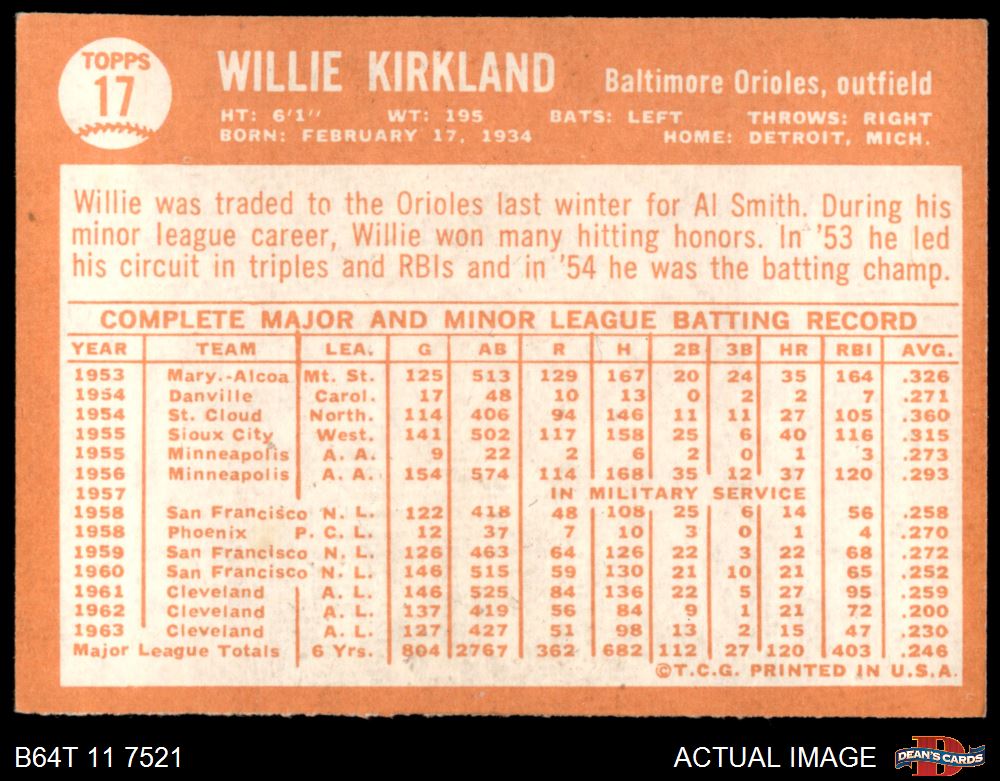 TOPPS
17
WILLIE KIRKLAND Baltimore Orioles, outfield
HT: 6'1" WT: 195 BATS: LEFT THROWS: RIGHT
BORN: FEBRUARY 17, 1934 HOME: DETROIT, MICH.
Willie was traded to the Orioles last winter for Al Smith. During his
minor league career, Willie won many hitting honors. In '53 he led
his circuit in triples and RBIs and in '54 he was the batting champ.
COMPLETE MAJOR AND MINOR LEAGUE BATTING RECORD
YEAR TEAM LEA. G AB R H 2B 3B HR RBI AVG.
1953 Mary.-Alcoa Mt. St. 125 513 129 167 20 24 35 164 .326
1954 Danville Carol. 17 48 10 13 0 2 2 7 .271
1954 St. Cloud North. 114 406 94 146 11 11 27 105 .360
1955 Sioux City West. 141 502 117 158 25 6 40 116 .315
1955 Minneapolis A. A. 9 22 2 6 2 0 1 3 .273
1956 Minneapolis A. A. 154 574 114 168 35 12 37 120 .293
1957 IN MILITARY SERVICE
1958 San Francisco N. L. 122 418 48 108 25 6 14 56 .258
1958 Phoenix P. C. L. 12 37 7 10 3 0 1 4 .270
1959 San Francisco N. L. 126 463 64 126 22 3 22 68 .272
1960 San Francisco N. L. 146 515 59 130 21 10 21 65 .252
1961 Cleveland A. L. 146 525 84 136 22 5 27 95 .259
1962 Cleveland A. L. 137 419 56 84 9 1 21 72 .200
1963 Cleveland A. L. 127 427 51 98 13 2 15 47 .230
Major League Totals 6 Yrs. 804 2767 362 682 112 27 120 403 .246
©T.C.G. PRINTED IN U.S.A.
B64T 11 7521 ACTUAL IMAGE DEAN'S CARDS